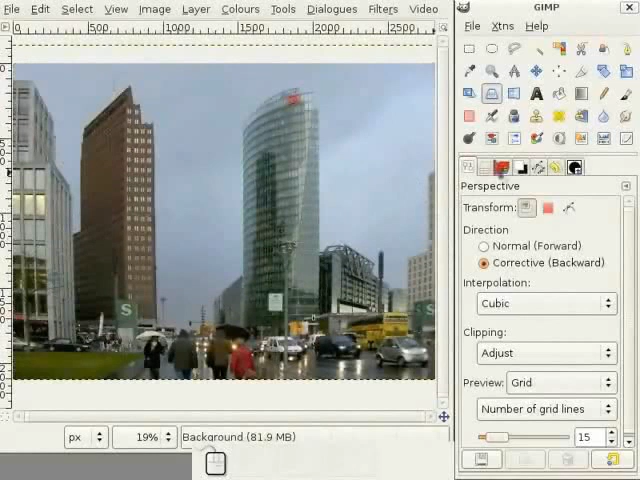 File Edit Select View Image Layer Colours Tools Dialogues Filters Video
GIMP
File Xtns Help
0 500 1000 1500 2000 2500
Perspective
Transform:
Direction
Normal (Forward)
Corrective (Backward)
Interpolation:
Cubic
Clipping:
Adjust
Preview: Grid
Number of grid lines
15
S
S
px 19% Background (81.9 MB)